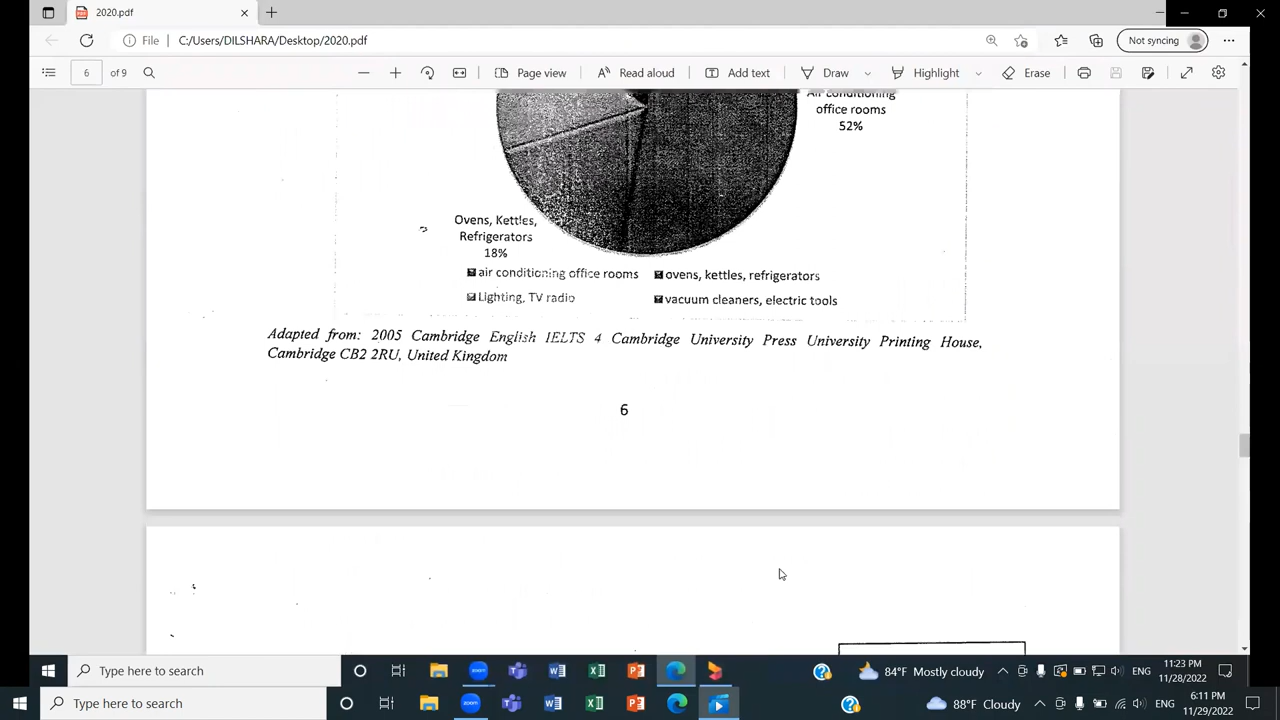 2020.pdf
File C:/Users/DILSHARA/Desktop/2020.pdf Not syncing
6 of 9 Page view Read aloud Add text Draw Highlight Erase
Air conditioning
office rooms
52%
Ovens, Kettles,
Refrigerators
18%
air conditioning office rooms ovens, kettles, refrigerators
Lighting, TV radio vacuum cleaners, electric tools
Adapted from: 2005 Cambridge English IELTS 4 Cambridge University Press University Printing House,
Cambridge CB2 2RU, United Kingdom
6
Type here to search 84°F Mostly cloudy ENG 11:23 PM
11/28/2022
Type here to search 88°F Cloudy ENG 6:11 PM
11/29/2022